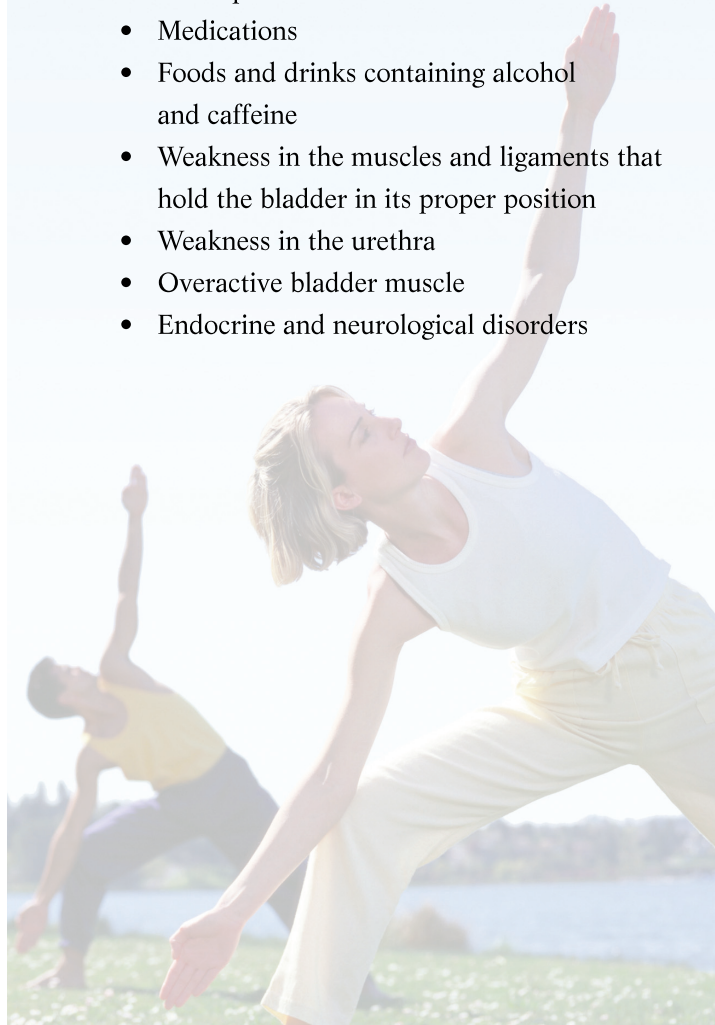 • Medications
• Foods and drinks containing alcohol
and caffeine
• Weakness in the muscles and ligaments that
hold the bladder in its proper position
• Weakness in the urethra
• Overactive bladder muscle
• Endocrine and neurological disorders